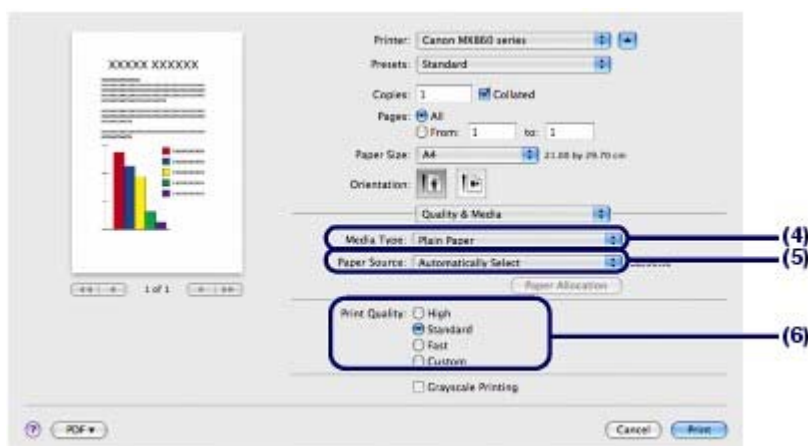 Printer: Canon MX860 series
Presets: Standard
Copies: 1 Collated
Pages: All
From: 1 to: 1
Paper Size: A4 21.00 by 29.70 cm
Orientation:
Quality & Media
Media Type: Plain Paper (4)
Paper Source: Automatically Select (5)
Paper Allocation
Print Quality: High
Standard (6)
Fast
Custom
Grayscale Printing
XXXXX XXXXXX
1 of 1
? PDF Cancel Print